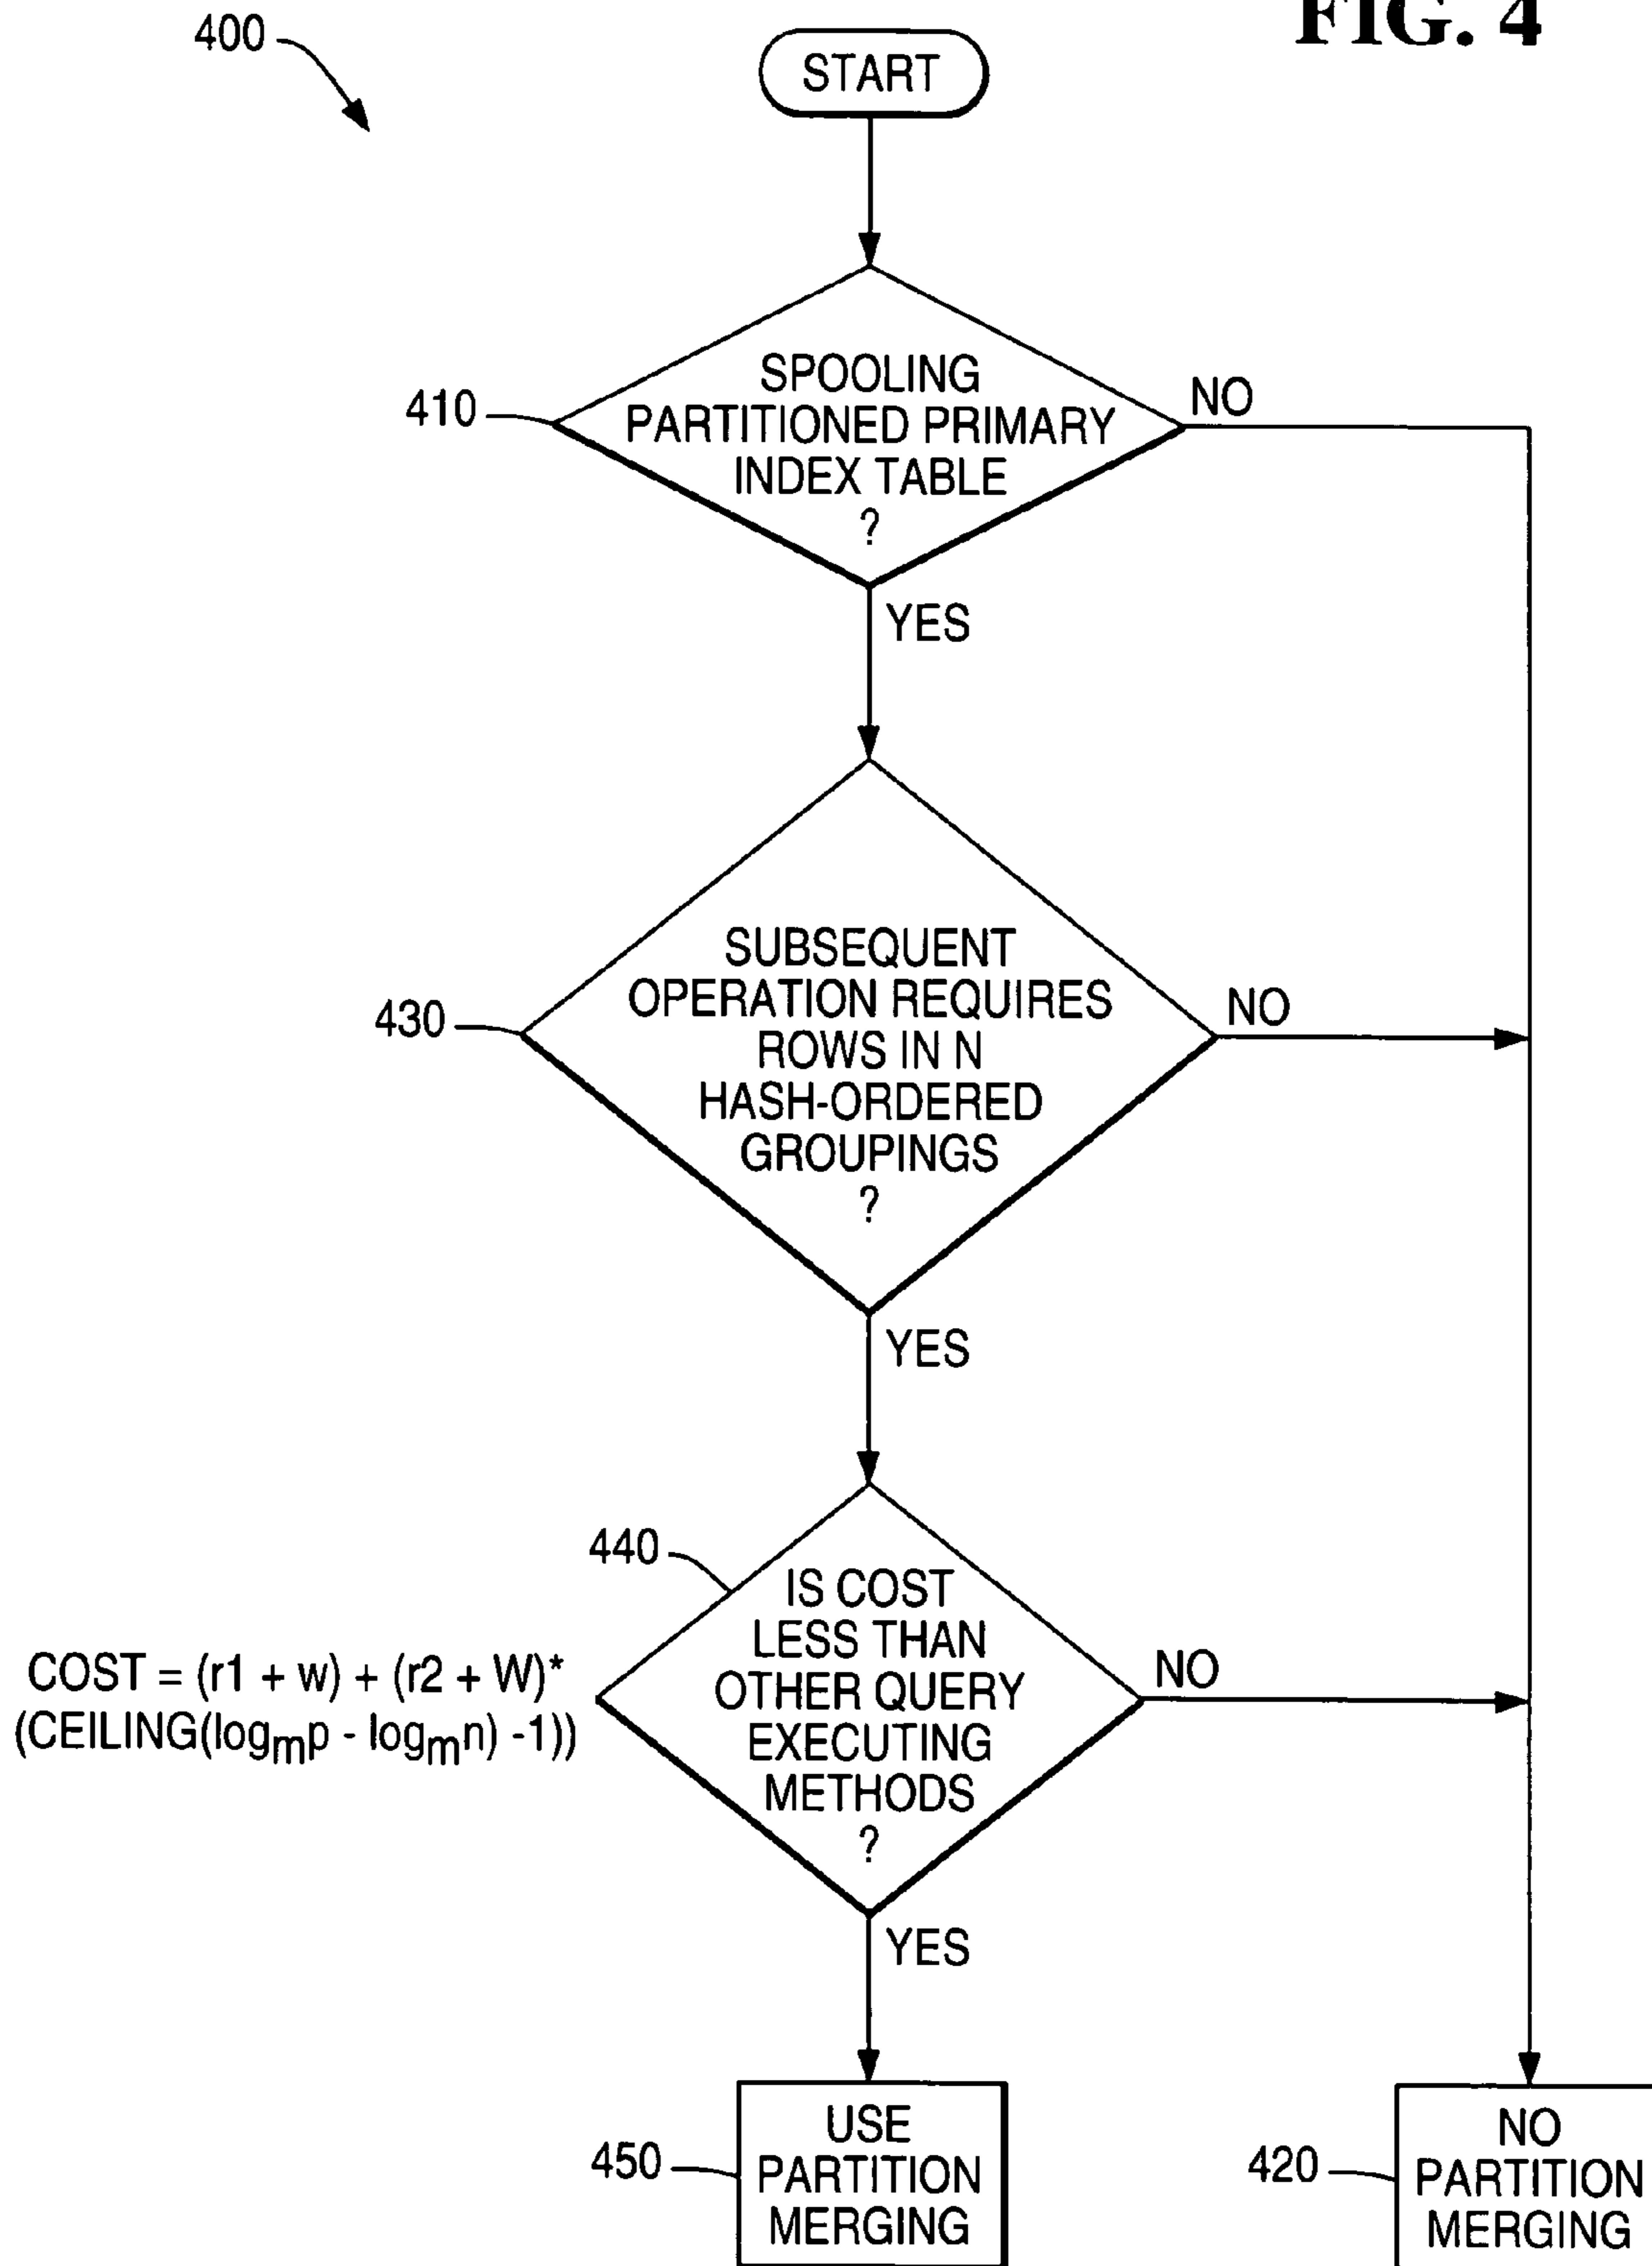 FIG. 4
400
START
410
SPOOLING
PARTITIONED PRIMARY
INDEX TABLE
?
NO
YES
430
SUBSEQUENT
OPERATION REQUIRES
ROWS IN N
HASH-ORDERED
GROUPINGS
?
NO
YES
440
IS COST
LESS THAN
OTHER QUERY
EXECUTING
METHODS
?
NO
COST = (r1 + w) + (r2 + W)*
(CEILING(logmp - logmn) -1))
YES
450
USE
PARTITION
MERGING
420
NO
PARTITION
MERGING